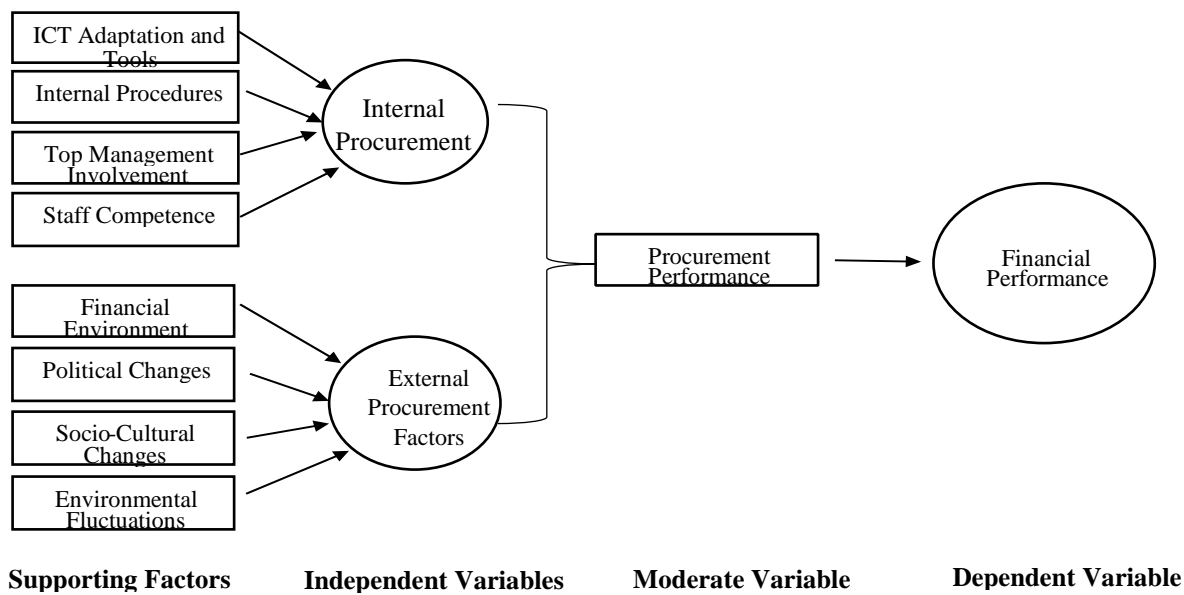 ICT Adaptation and
Tools
Internal Procedures
Top Management
Involvement
Staff Competence
Internal
Procurement
Financial
Environment
Political Changes
Socio-Cultural
Changes
Environmental
Fluctuations
External
Procurement
Factors
Procurement
Performance
Financial
Performance
Supporting Factors
Independent Variables
Moderate Variable
Dependent Variable